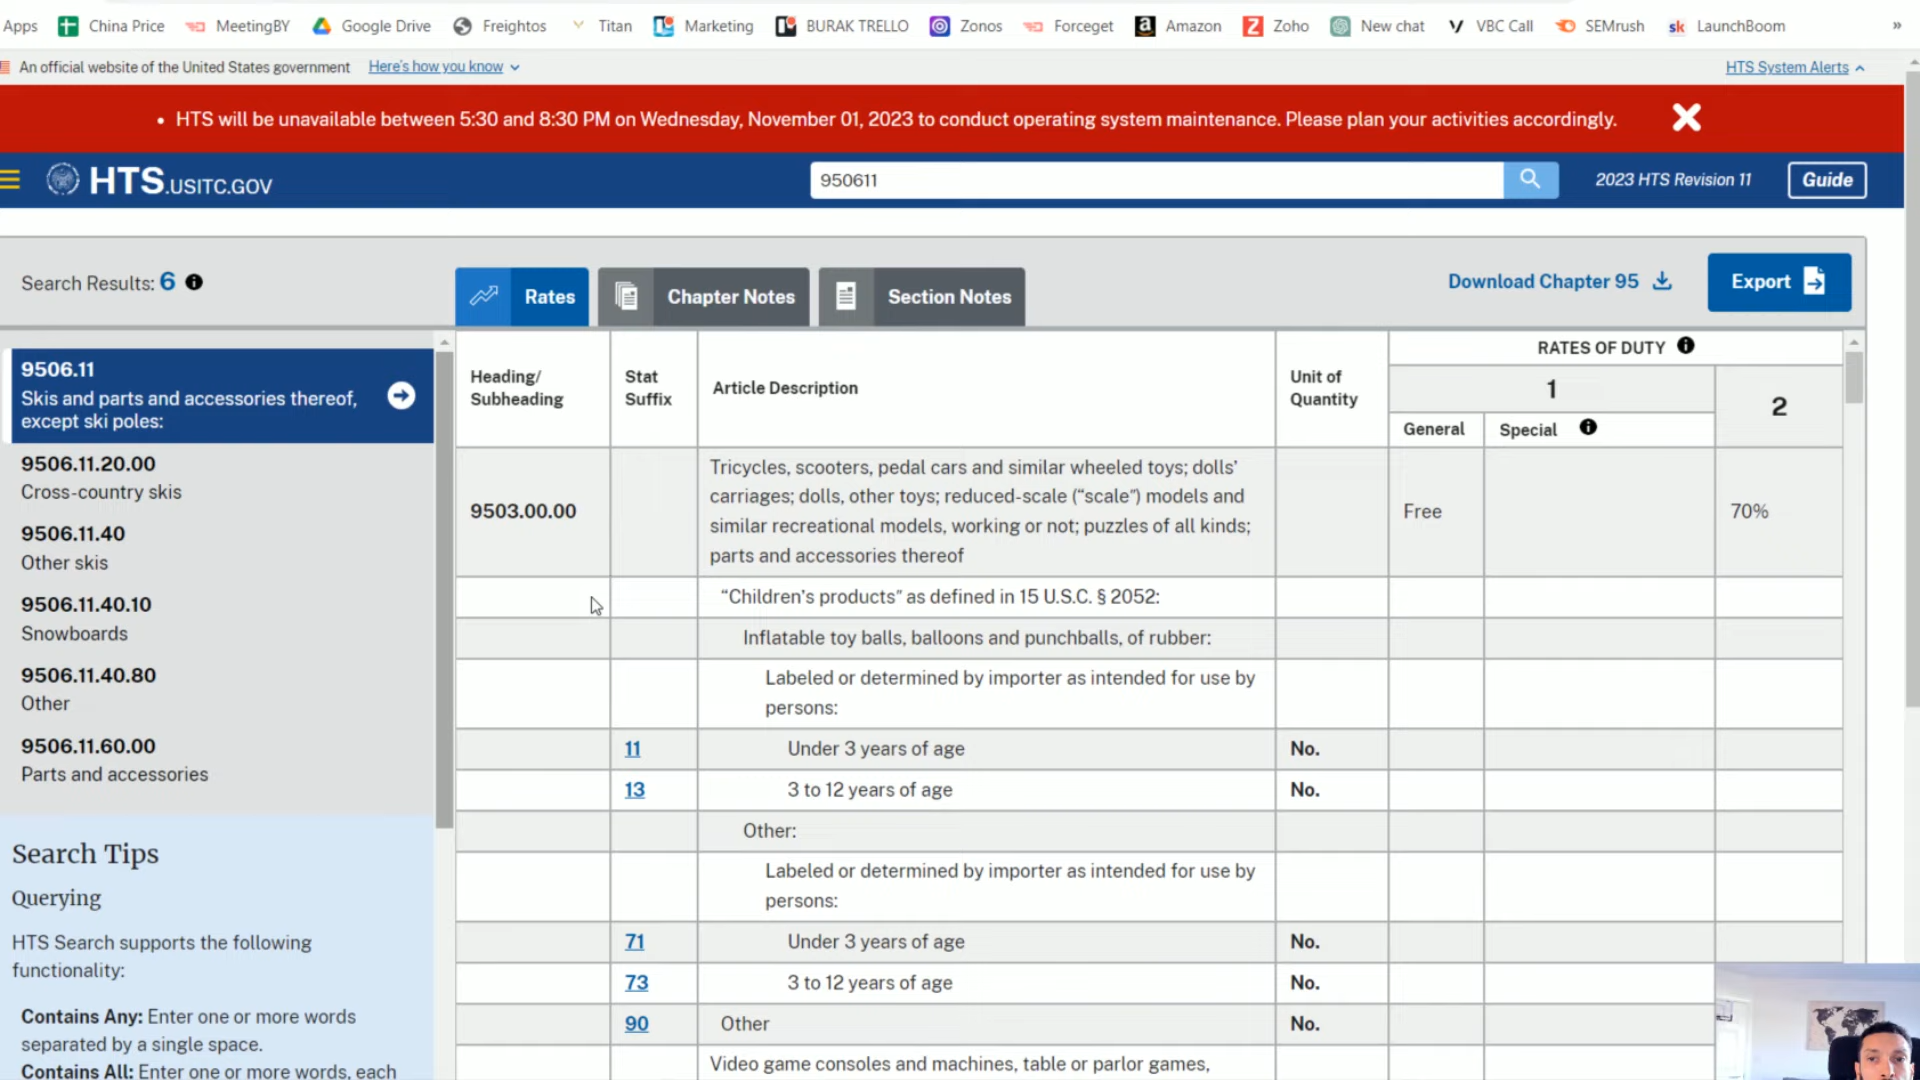 Apps China Price MeetingBY Google Drive Freightos Titan Marketing BURAK TRELLO Zonos Forceget Amazon Zoho New chat VBC Call SEMrush LaunchBoom »
An official website of the United States government Here's how you know HTS System Alerts
• HTS will be unavailable between 5:30 and 8:30 PM on Wednesday, November 01, 2023 to conduct operating system maintenance. Please plan your activities accordingly.
HTS.USITC.GOV 950611 2023 HTS Revision 11 Guide
Search Results: 6
Rates Chapter Notes Section Notes Download Chapter 95 Export
9506.11
Skis and parts and accessories thereof,
except ski poles:
9506.11.20.00
Cross-country skis
9506.11.40
Other skis
9506.11.40.10
Snowboards
9506.11.40.80
Other
9506.11.60.00
Parts and accessories
Search Tips
Querying
HTS Search supports the following
functionality:
Contains Any: Enter one or more words
separated by a single space.
Contains All: Enter one or more words, each
Heading/
Subheading
Stat
Suffix
Article Description
Unit of
Quantity
RATES OF DUTY
1
2
General Special
9503.00.00
Tricycles, scooters, pedal cars and similar wheeled toys; dolls’
carriages; dolls, other toys; reduced-scale (“scale”) models and
similar recreational models, working or not; puzzles of all kinds;
parts and accessories thereof
Free
70%
“Children's products” as defined in 15 U.S.C. § 2052:
Inflatable toy balls, balloons and punchballs, of rubber:
Labeled or determined by importer as intended for use by
persons:
11 Under 3 years of age No.
13 3 to 12 years of age No.
Other:
Labeled or determined by importer as intended for use by
persons:
71 Under 3 years of age No.
73 3 to 12 years of age No.
90 Other No.
Video game consoles and machines, table or parlor games,